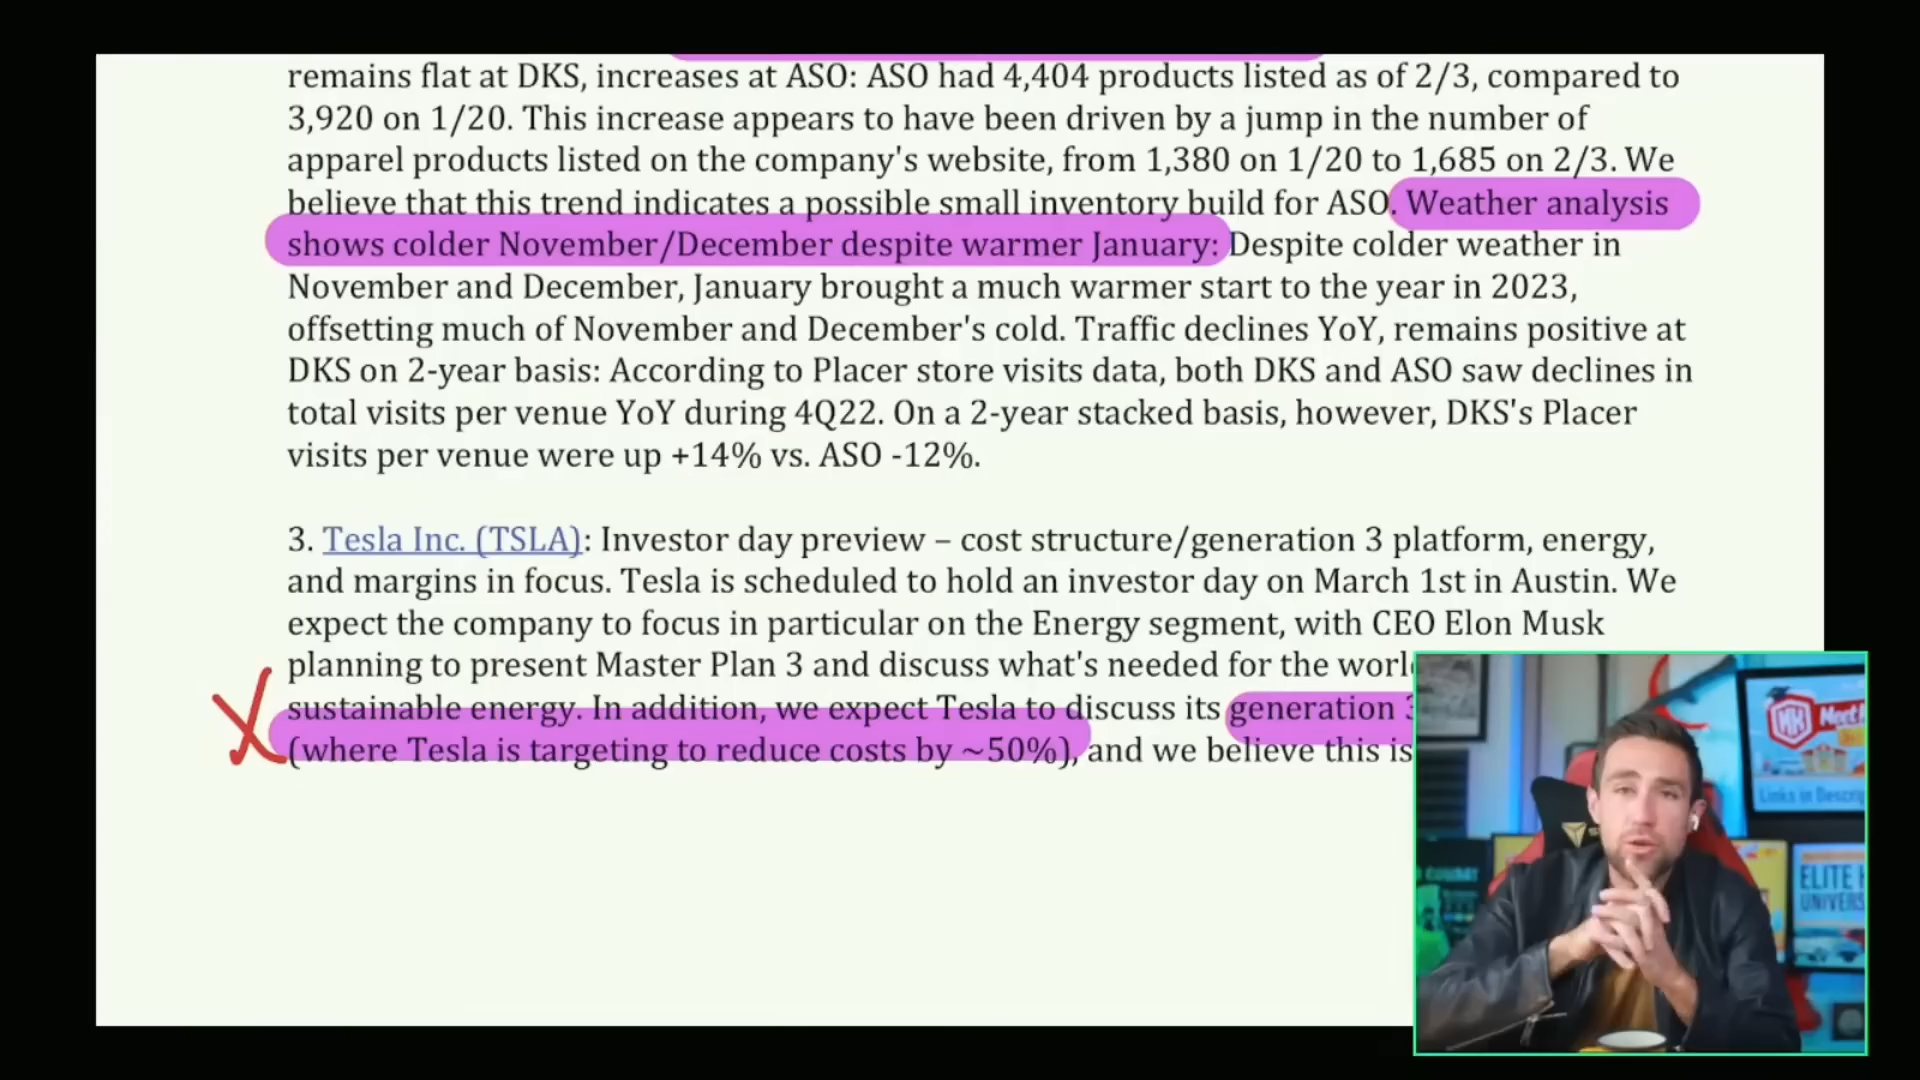 remains flat at DKS, increases at ASO: ASO had 4,404 products listed as of 2/3, compared to
3,920 on 1/20. This increase appears to have been driven by a jump in the number of
apparel products listed on the company's website, from 1,380 on 1/20 to 1,685 on 2/3. We
believe that this trend indicates a possible small inventory build for ASO. Weather analysis
shows colder November/December despite warmer January: Despite colder weather in
November and December, January brought a much warmer start to the year in 2023,
offsetting much of November and December's cold. Traffic declines YoY, remains positive at
DKS on 2-year basis: According to Placer store visits data, both DKS and ASO saw declines in
total visits per venue YoY during 4Q22. On a 2-year stacked basis, however, DKS's Placer
visits per venue were up +14% vs. ASO -12%.
3. Tesla Inc. (TSLA): Investor day preview – cost structure/generation 3 platform, energy,
and margins in focus. Tesla is scheduled to hold an investor day on March 1st in Austin. We
expect the company to focus in particular on the Energy segment, with CEO Elon Musk
planning to present Master Plan 3 and discuss what's needed for the
sustainable energy. In addition, we expect Tesla to discuss its generation
(where Tesla is targeting to reduce costs by ~50%), and we believe this is
Meet
Links in
ELITE